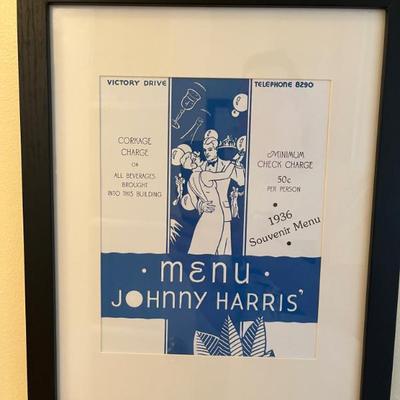 VICTORY DRIVE
TELEPHONE 8290
CORKAGE
CHARGE
ON
ALL BEVERAGES
BROUGHT
INTO THIS BUILDING
MINIMUM
CHECK CHARGE
50c
PER PERSON
• 1936
Souvenir Menu •
• MENU •
JOHNNY HARRIS'